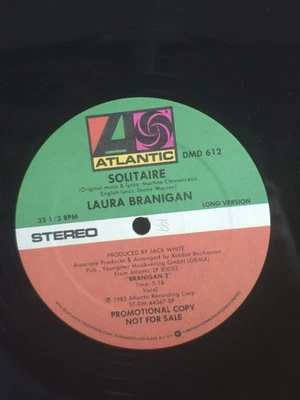 ATLANTIC
DMD 612
SOLITAIRE
(Original music & lyrics: Martine Clemenceau
English lyrics: Diane Warren)
LAURA BRANIGAN
33 1/3 RPM
LONG VERSION
STEREO
PRODUCED BY JACK WHITE
Associate Producer & Arranged by Robbie Buchanan
Pub., Youngster Musikverlag GmbH (GEMA)
From Atlantic LP 80052
"BRANIGAN 2"
Time: 5:16
Vocal
℗ 1983 Atlantic Recording Corp.
ST-DM-44367-SP
PROMOTIONAL COPY
NOT FOR SALE